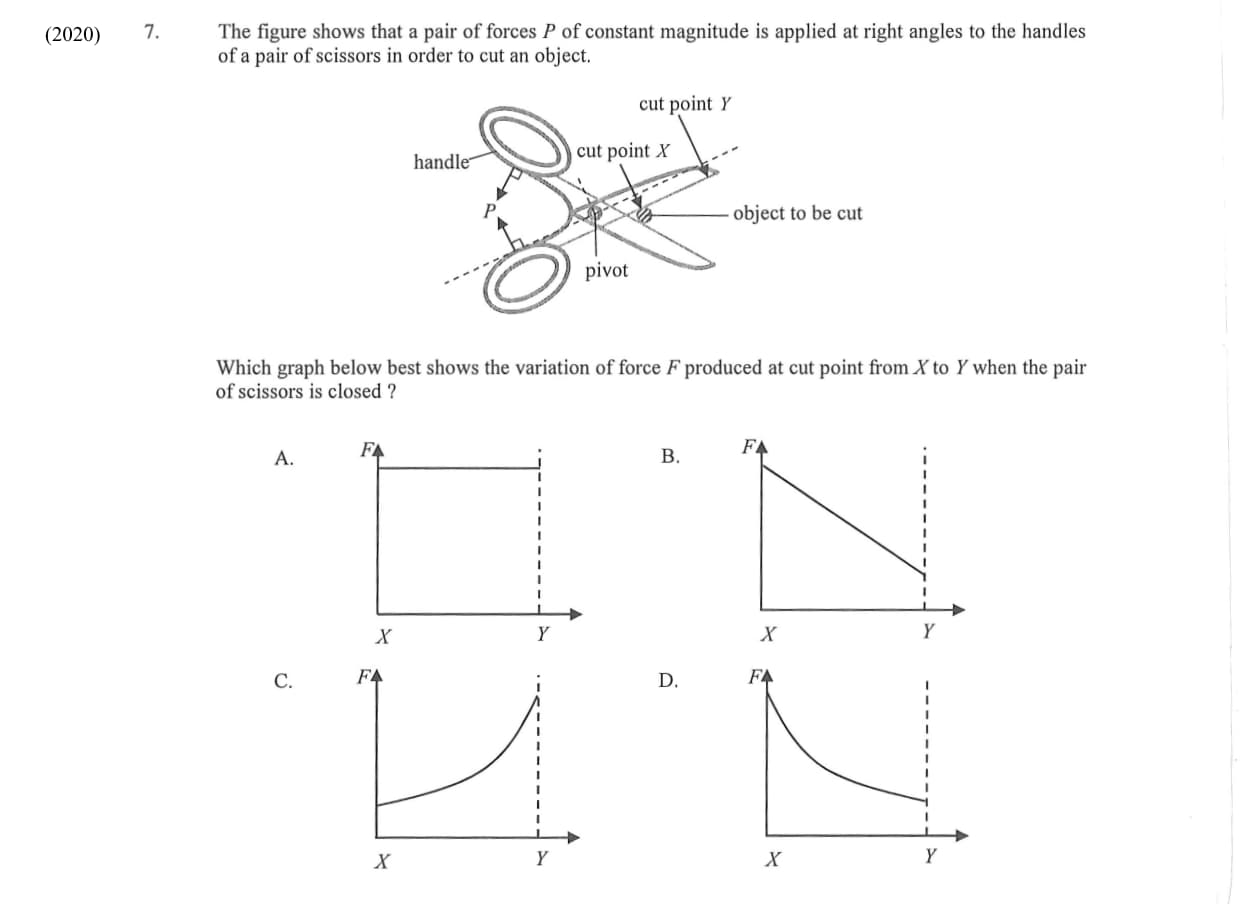 (2020) 7. The figure shows that a pair of forces P of constant magnitude is applied at right angles to the handles
of a pair of scissors in order to cut an object.
cut point Y
cut point X
handle
P
object to be cut
pivot
Which graph below best shows the variation of force F produced at cut point from X to Y when the pair
of scissors is closed ?
A. F B. F
X Y X Y
C. F D. F
X Y X Y